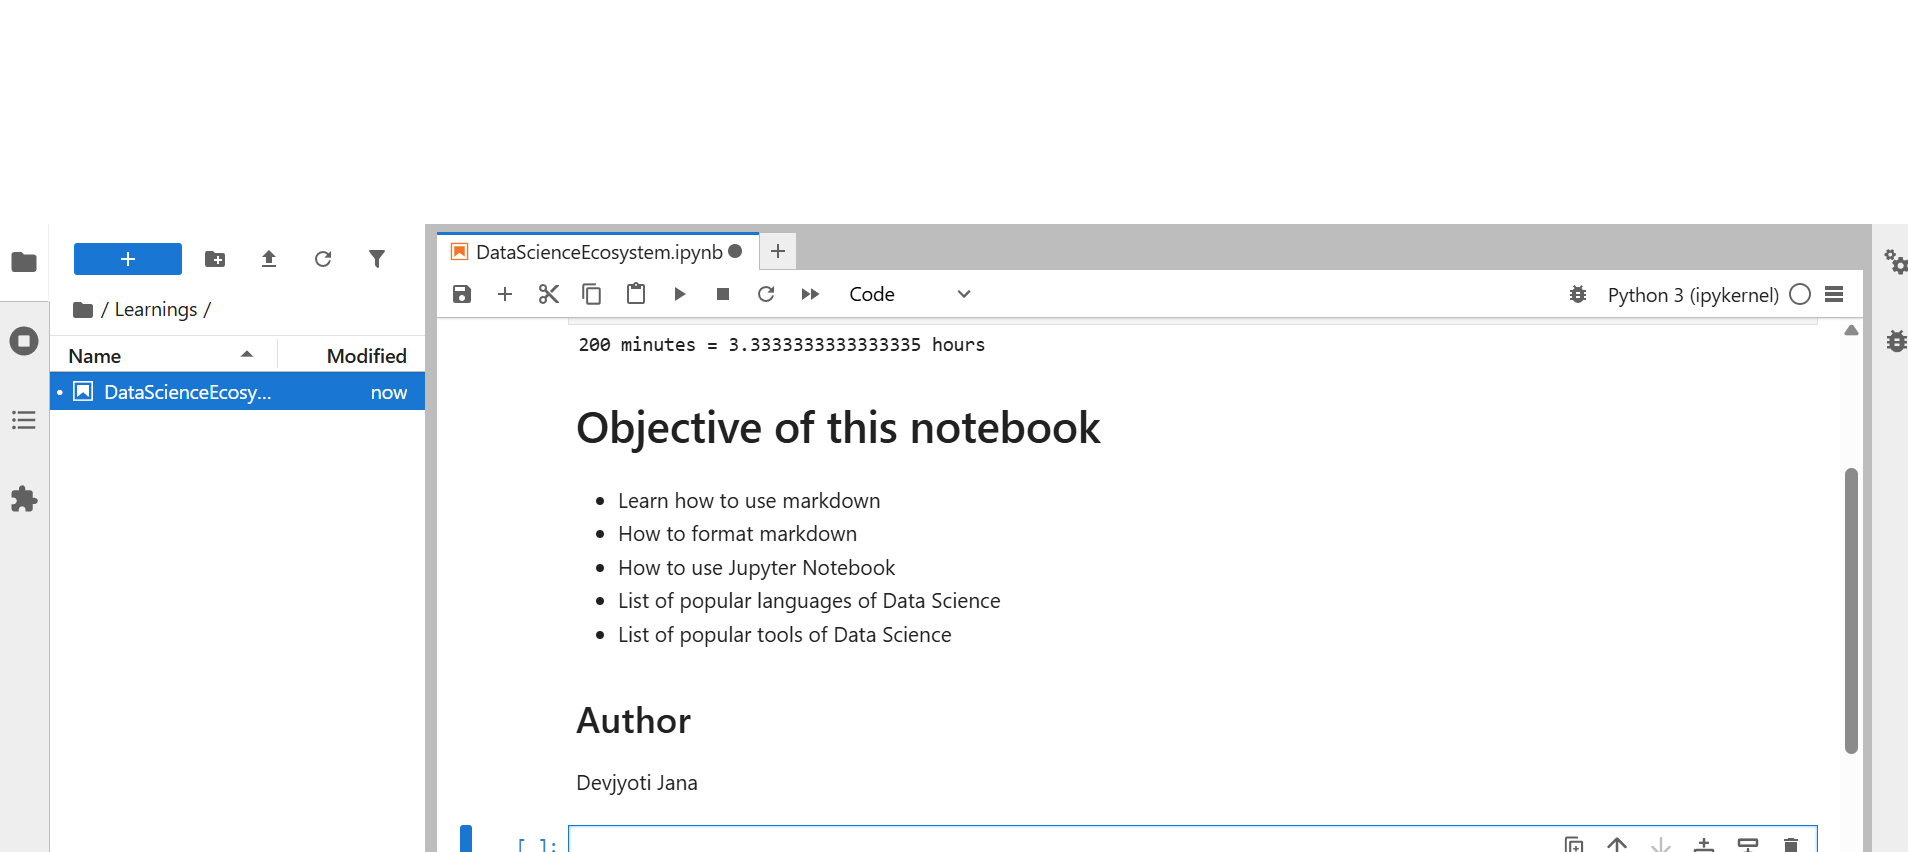 DataScienceEcosystem.ipynb
Code
Python 3 (ipykernel)
/ Learnings /
Name Modified
DataScienceEcosy... now
200 minutes = 3.3333333333333335 hours
Objective of this notebook
• Learn how to use markdown
• How to format markdown
• How to use Jupyter Notebook
• List of popular languages of Data Science
• List of popular tools of Data Science
Author
Devjyoti Jana
[ ]: